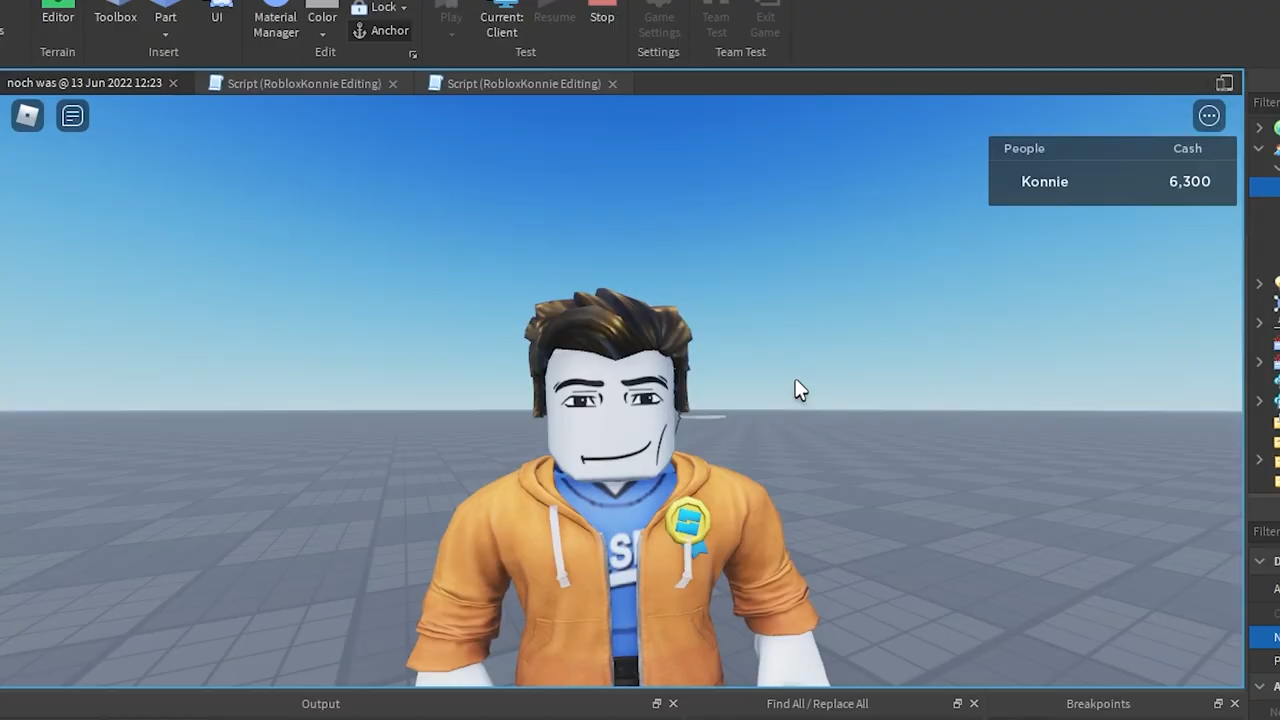 Editor
Toolbox
Part
UI
Material
Manager
Color
Lock
Anchor
Play
Current:
Client
Resume
Stop
Game
Settings
Team
Test
Exit
Game
Terrain
Insert
Edit
Test
Settings
Team Test
noch was @ 13 Jun 2022 12:23
Script (RobloxKonnie Editing)
Script (RobloxKonnie Editing)
People Cash
Konnie 6,300
Output
Find All / Replace All
Breakpoints